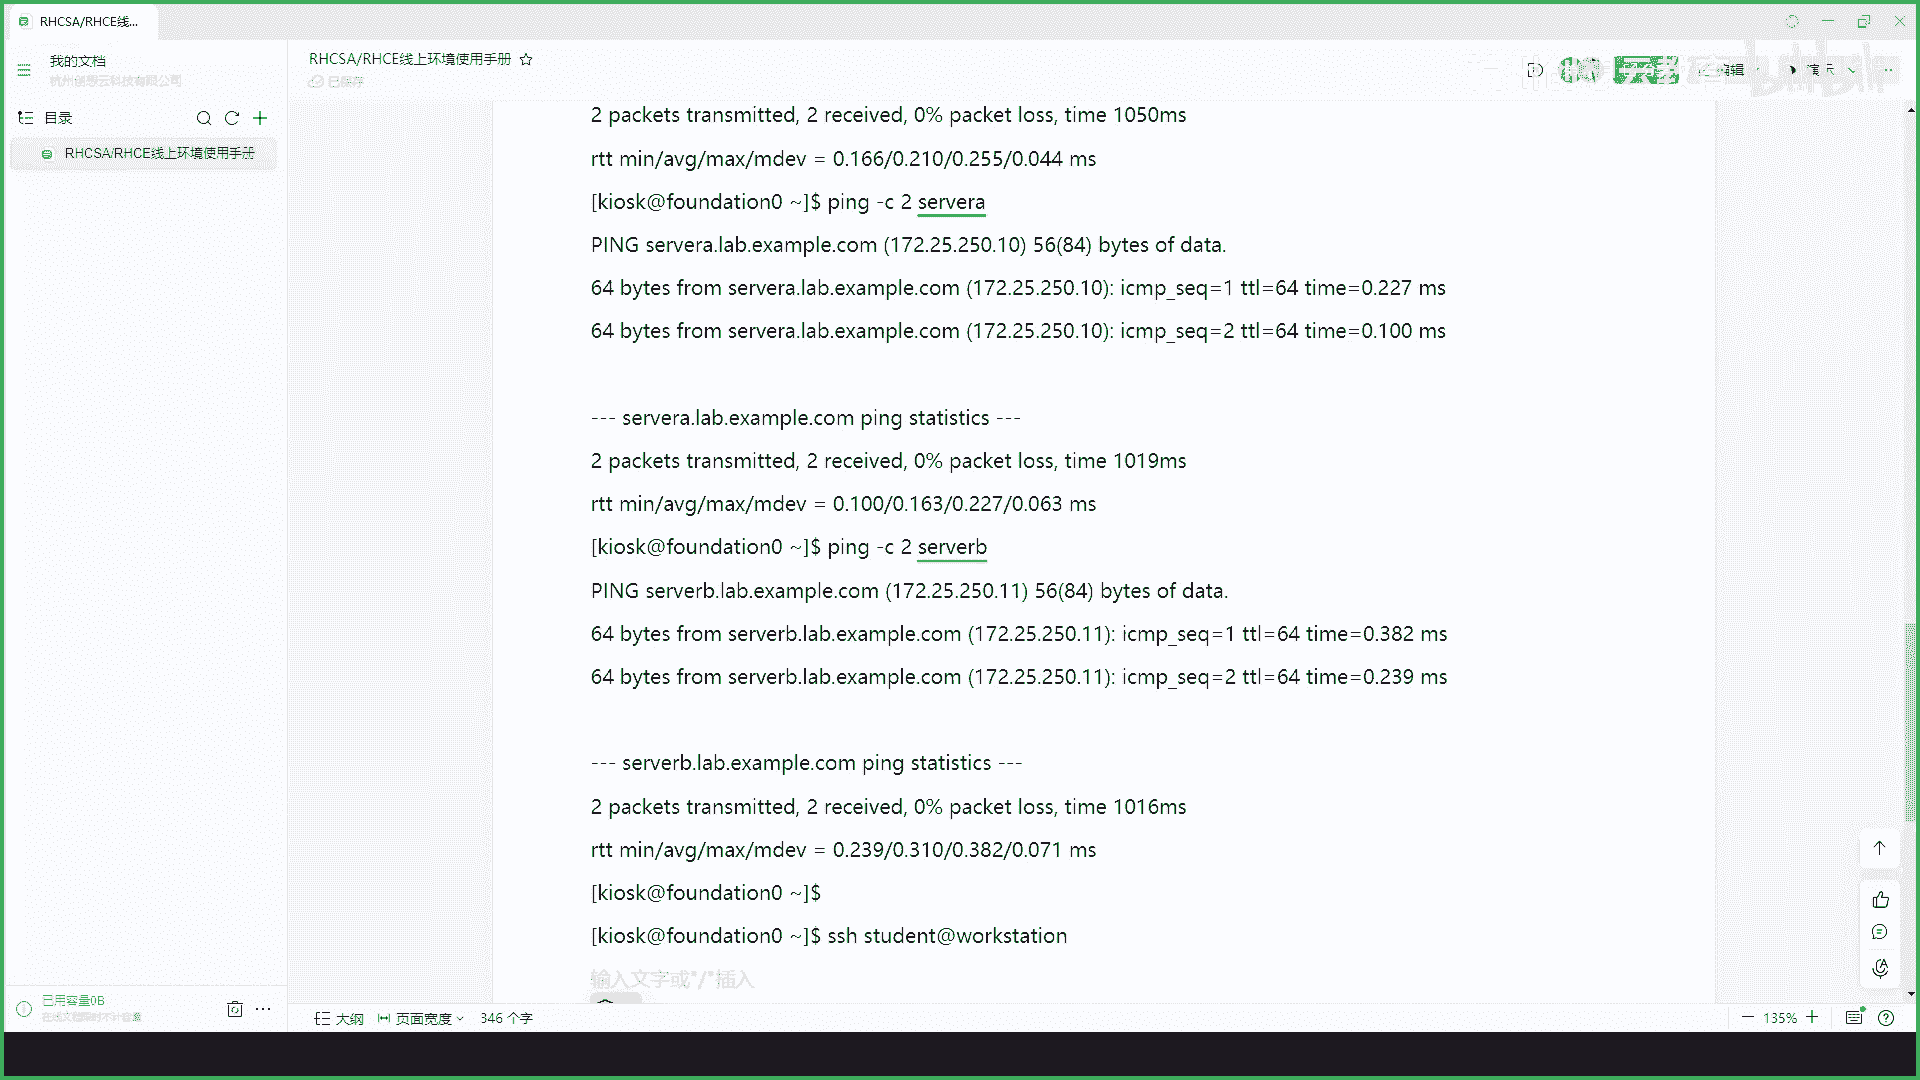 RHCSA/RHCE线...
我的文档
杭州创想云科技有限公司
RHCSA/RHCE线上环境使用手册
已保存
编辑
演示
目录
RHCSA/RHCE线上环境使用手册
2 packets transmitted, 2 received, 0% packet loss, time 1050ms
rtt min/avg/max/mdev = 0.166/0.210/0.255/0.044 ms
[kiosk@foundation0 ~]$ ping -c 2 servera
PING servera.lab.example.com (172.25.250.10) 56(84) bytes of data.
64 bytes from servera.lab.example.com (172.25.250.10): icmp_seq=1 ttl=64 time=0.227 ms
64 bytes from servera.lab.example.com (172.25.250.10): icmp_seq=2 ttl=64 time=0.100 ms
--- servera.lab.example.com ping statistics ---
2 packets transmitted, 2 received, 0% packet loss, time 1019ms
rtt min/avg/max/mdev = 0.100/0.163/0.227/0.063 ms
[kiosk@foundation0 ~]$ ping -c 2 serverb
PING serverb.lab.example.com (172.25.250.11) 56(84) bytes of data.
64 bytes from serverb.lab.example.com (172.25.250.11): icmp_seq=1 ttl=64 time=0.382 ms
64 bytes from serverb.lab.example.com (172.25.250.11): icmp_seq=2 ttl=64 time=0.239 ms
--- serverb.lab.example.com ping statistics ---
2 packets transmitted, 2 received, 0% packet loss, time 1016ms
rtt min/avg/max/mdev = 0.239/0.310/0.382/0.071 ms
[kiosk@foundation0 ~]$
[kiosk@foundation0 ~]$ ssh student@workstation
输入文字或"/"插入
已用容量0B
大纲
页面宽度
346 个字
135%